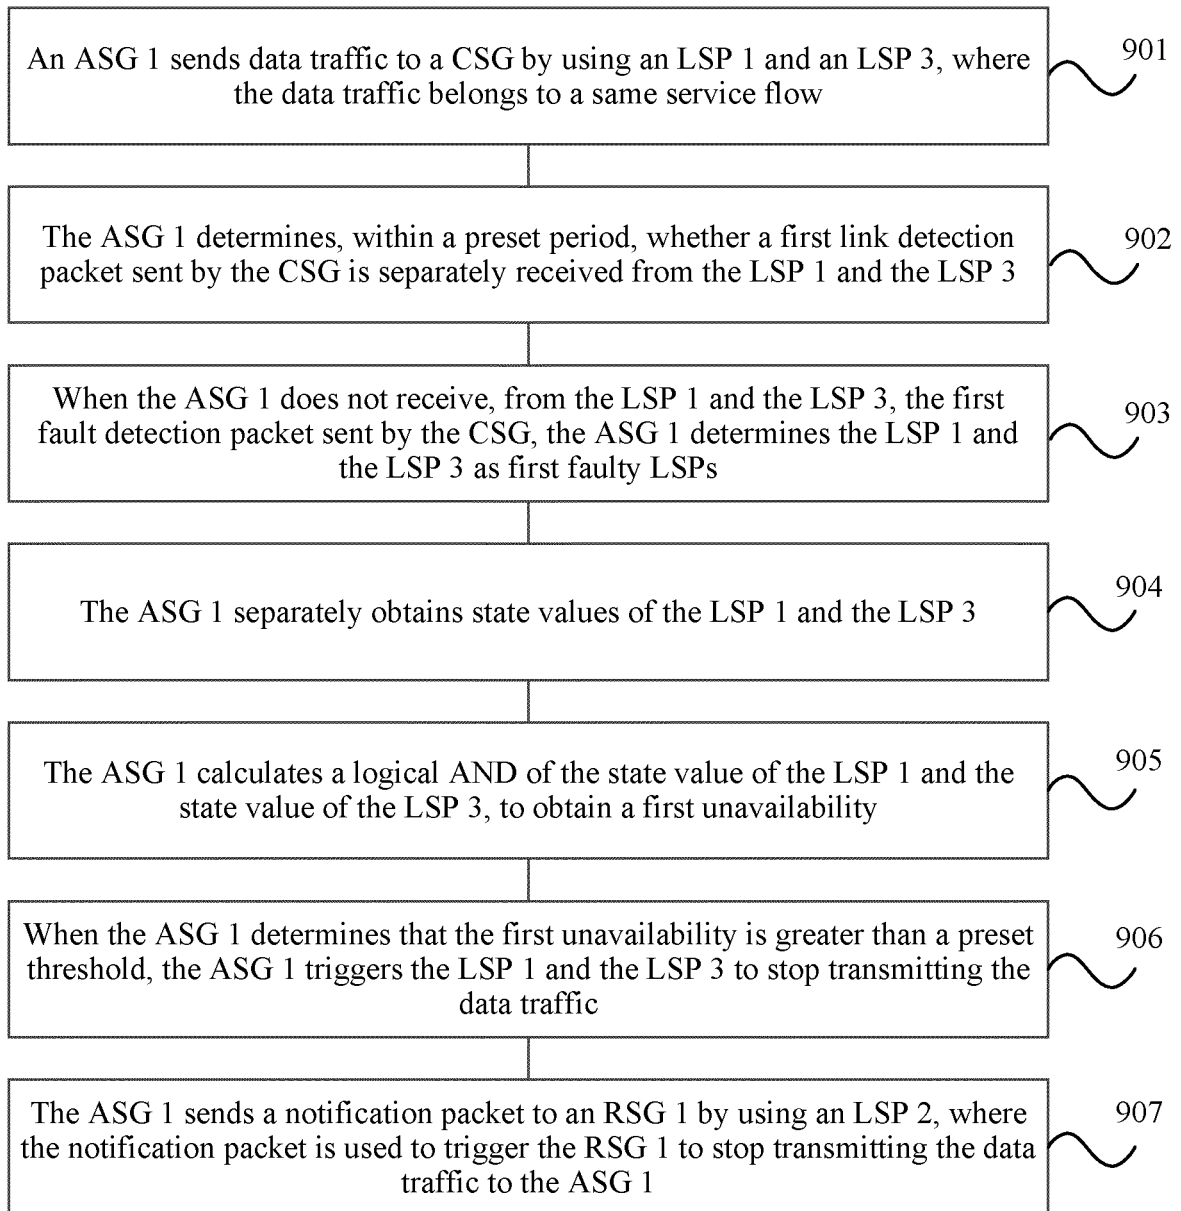 An ASG 1 sends data traffic to a CSG by using an LSP 1 and an LSP 3, where
the data traffic belongs to a same service flow
901
The ASG 1 determines, within a preset period, whether a first link detection
packet sent by the CSG is separately received from the LSP 1 and the LSP 3
902
When the ASG 1 does not receive, from the LSP 1 and the LSP 3, the first
fault detection packet sent by the CSG, the ASG 1 determines the LSP 1 and
the LSP 3 as first faulty LSPs
903
The ASG 1 separately obtains state values of the LSP 1 and the LSP 3
904
The ASG 1 calculates a logical AND of the state value of the LSP 1 and the
state value of the LSP 3, to obtain a first unavailability
905
When the ASG 1 determines that the first unavailability is greater than a preset
threshold, the ASG 1 triggers the LSP 1 and the LSP 3 to stop transmitting the
data traffic
906
The ASG 1 sends a notification packet to an RSG 1 by using an LSP 2, where
the notification packet is used to trigger the RSG 1 to stop transmitting the data
traffic to the ASG 1
907